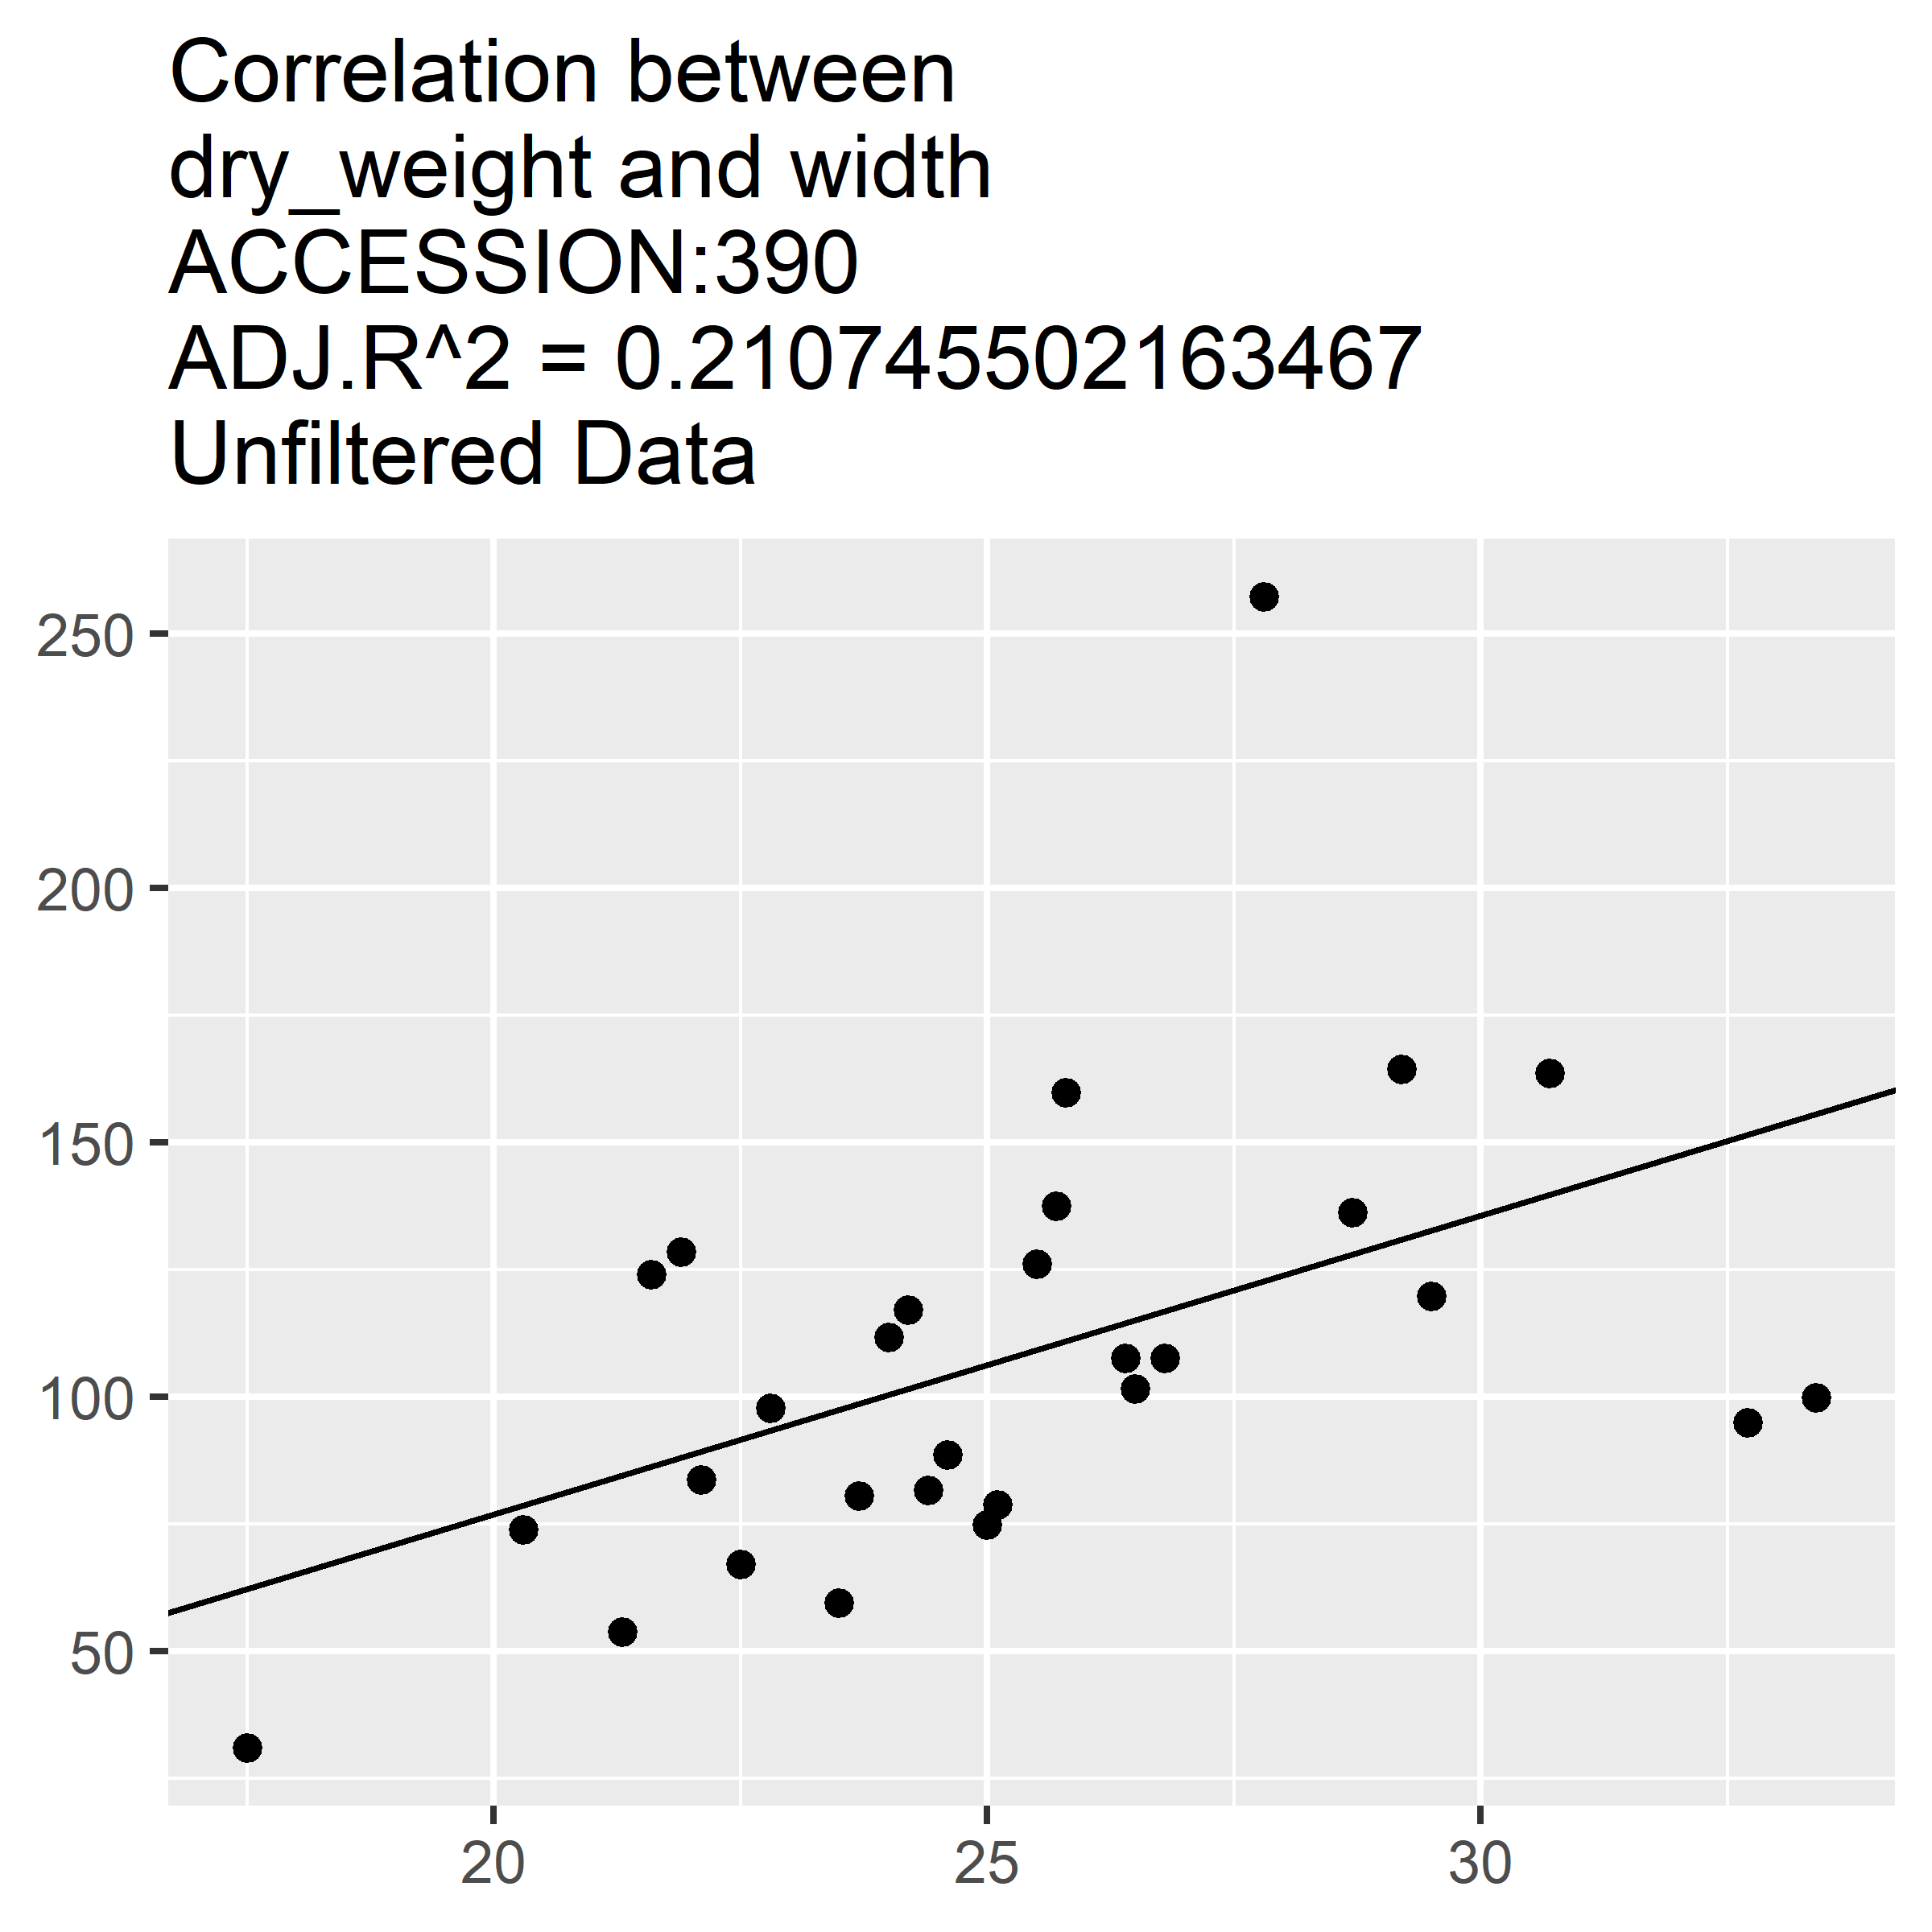 Correlation between
dry_weight and width
ACCESSION:390
ADJ.R^2 = 0.210745502163467
Unfiltered Data
250
200
150
100
50
20 25 30